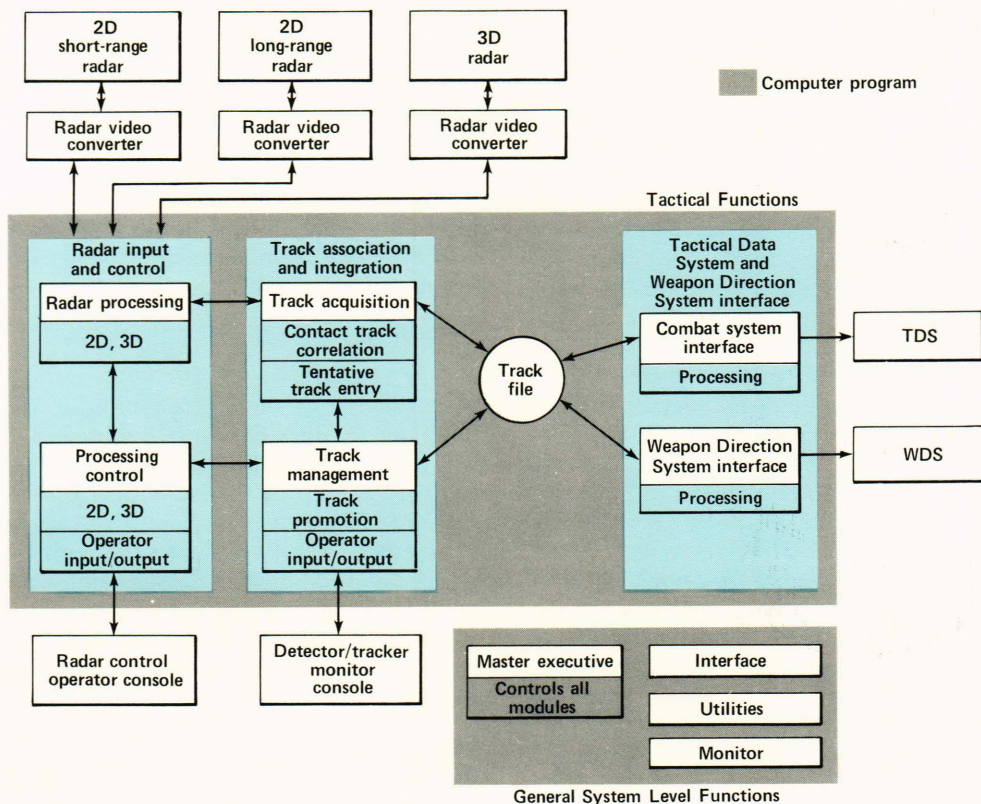 2D
short-range
radar
2D
long-range
radar
3D
radar
Computer program
Radar video
converter
Radar video
converter
Radar video
converter
Tactical Functions
Radar input
and control
Radar processing
2D, 3D
Processing
control
2D, 3D
Operator
input/output
Track association
and integration
Track acquisition
Contact track
correlation
Tentative
track entry
Track
management
Track
promotion
Operator
input/output
Track
file
Tactical Data
System and
Weapon Direction
System interface
Combat system
interface
Processing
Weapon Direction
System interface
Processing
TDS
WDS
Radar control
operator console
Detector/tracker
monitor
console
Master executive
Controls all
modules
Interface
Utilities
Monitor
General System Level Functions